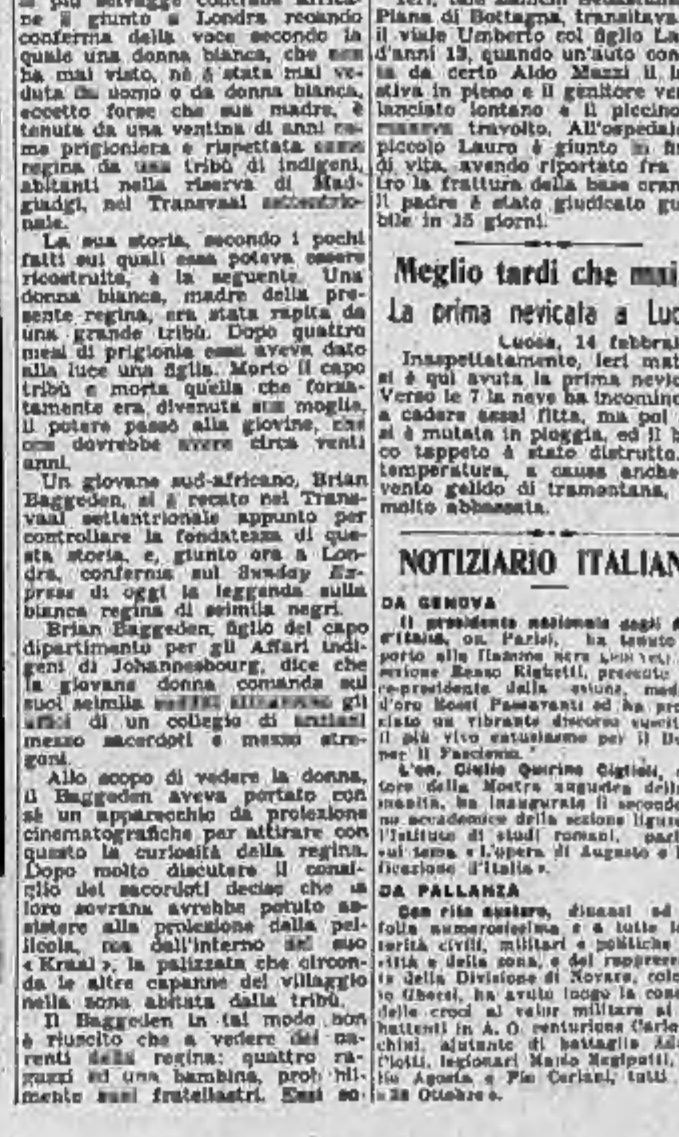 più selvaggie contrade africa-
ne è giunto a Londra recando
conferma della voce secondo la
quale una donna bianca, che non
ha mai visto, nè è stata mai ve-
duta da uomo o da donna bianca,
eccetto forse che sua madre, è
tenuta da una ventina di anni co-
me prigioniera e rispettata come
regina da una tribù di indigeni,
abitanti nella riserva di Mad-
giadgi, nel Transvaal settentrio-
nale.
La sua storia, secondo i pochi
fatti sui quali essa poteva essere
ricostruita, è la seguente. Una
donna bianca, madre della pre-
sente regina, era stata rapita da
una grande tribù. Dopo quattro
mesi di prigionia essa aveva dato
alla luce una figlia. Morto il capo
tribù e morta quella che forza-
tamente era divenuta sua moglie,
il potere passò alla giovine, che
ora dovrebbe avere circa venti
anni.
Un giovane sud-africano, Brian
Baggeden, si è recato nel Trans-
vaal settentrionale appunto per
controllare la fondatezza di que-
sta storia, e, giunto ora a Lon-
dra, conferma sul Sunday Ex-
press di oggi la leggenda sulla
bianca regina di seimila negri.
Brian Baggeden, figlio del capo
dipartimento per gli Affari indi-
geni di Johannesbourg, dice che
la giovane donna comanda sui
suoi seimila gli
di un collegio di
mezzo sacerdoti e mezzo stre-
goni.
Allo scopo di vedere la donna,
il Baggeden aveva portato con
sè un apparecchio da proiezione
cinematografiche per attirare con
questo la curiosità della regina.
Dopo molto discutere il consi-
glio dei sacerdoti decise che la
loro sovrana avrebbe potuto as-
sistere alla proiezione dalla pel-
licola, ma dall'interno del suo
« Kraal », la palizzata che circon-
da le altre capanne del villaggio
nella zona abitata dalla tribù.
Il Baggeden in tal modo non
è riuscito che a vedere dei pa-
renti della regina: quattro ra-
gazzi ed una bambina, probabil-
mente suoi fratellastri. Essi so-
Piana di Bottagna, transitava
il viale Umberto col figlio La
d'anni 13, quando un'auto con
ta da certo Aldo Mazzi li in
stiva in pieno e il genitore ve
lanciato lontano e il piccino
travolto. All'ospedale
piccolo Lauro è giunto in fi
di vita, avendo riportato fra
tro la frattura della base cran
Il padre è stato giudicato gu
bile in 15 giorni.
Meglio tardi che mai
La prima nevicata a Luc
Lucca, 14 febbrai
Inaspettatamente, ieri mat
si è qui avuta la prima nevic
Verso le 7 la neve ha incominc
a cadere assai fitta, ma poi
si è mutata in pioggia, ed il b
co tappeto è stato distrutto.
temperatura, a causa anche
vento gelido di tramontana,
molto abbassata.
NOTIZIARIO ITALIAN
DA GENOVA
Il presidente nazionale degli A
d'Italia, on. Parisi, ha tenuto
porto alle fiamme nere
sezione Renzo Righetti, presente
re-presidente della med
d'oro Rossi Passavanti ed ha pro
ciato un vibrante discorso suscit
il più vivo entusiasmo per il D
per il Fascismo.
L'on. Giulio Quirino Giglioli,
tore della Mostra augustea dell
manità, ha inaugurato il secondo
no accademico della sezione ligure
l'Istituto di studi romani, parl
sul tema « L'opera di Augusto e
ficazione d'Italia ».
DA PALLANZA
Con rito austero, dinanzi ad
folla numerosissima e a tutte le
torità civili, militari e politiche
città e della zona, e del rappres
te della Divisione di Novara, colo
ha avuto luogo la con
delle croci al valor militare ai
battenti in A. O. centurione Carlo
chini, aiutante di battaglia
legionari
Agosta e Pio Ceriani, tutti
« 28 Ottobre ».